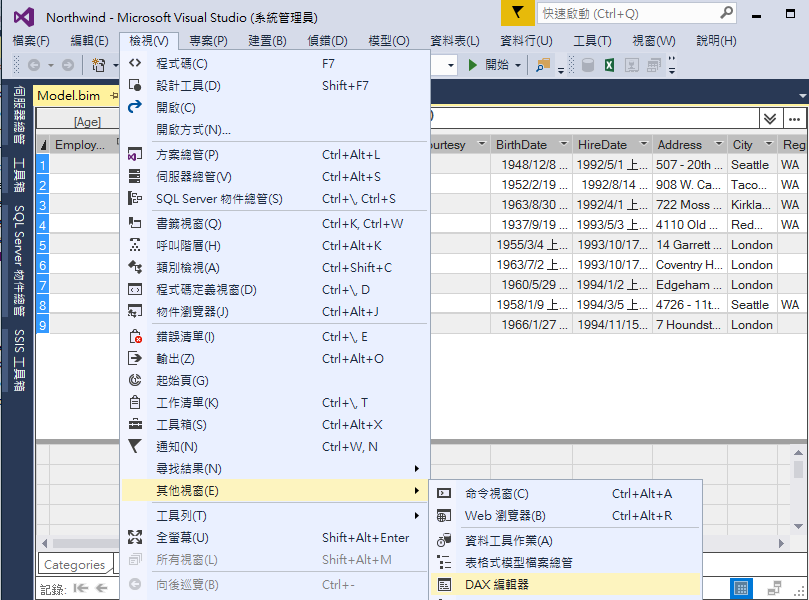 Northwind - Microsoft Visual Studio (系統管理員)
快速啟動 (Ctrl+Q)
檔案(F) 編輯(E) 檢視(V) 專案(P) 建置(B) 偵錯(D) 模型(O) 資料表(L) 資料行(U) 工具(T) 視窗(W) 說明(H)
開始
伺服器總管
工具箱
SQL Server 物件總管
SSIS 工具箱
Model.bim
[Age]
Employ...
ourtesy BirthDate HireDate Address City Reg
1 1948/12/8 ... 1992/5/1 上... 507 - 20th ... Seattle WA
2 1952/2/19 ... 1992/8/14 ... 908 W. Ca... Taco... WA
3 1963/8/30 ... 1992/4/1 上... 722 Moss ... Kirkla... WA
4 1937/9/19 ... 1993/5/3 上... 4110 Old ... Red... WA
5 1955/3/4 上... 1993/10/17... 14 Garrett ... London
6 1963/7/2 上... 1993/10/17... Coventry H... London
7 1960/5/29 ... 1994/1/2 上... Edgeham ... London
8 1958/1/9 上... 1994/3/5 上... 4726 - 11t... Seattle WA
9 1966/1/27 ... 1994/11/15... 7 Houndst... London
程式碼(C) F7
設計工具(D) Shift+F7
開啟(C)
開啟方式(N)...
方案總管(P) Ctrl+Alt+L
伺服器總管(V) Ctrl+Alt+S
SQL Server 物件總管(S) Ctrl+\, Ctrl+S
書籤視窗(Q) Ctrl+K, Ctrl+W
呼叫階層(H) Ctrl+Alt+K
類別檢視(A) Ctrl+Shift+C
程式碼定義視窗(D) Ctrl+\, D
物件瀏覽器(J) Ctrl+Alt+J
錯誤清單(I) Ctrl+\, E
輸出(Z) Ctrl+Alt+O
起始頁(G)
工作清單(K) Ctrl+\, T
工具箱(S) Ctrl+Alt+X
通知(N) Ctrl+W, N
尋找結果(N)
其他視窗(E)
工具列(T)
全螢幕(U) Shift+Alt+Enter
所有視窗(L) Shift+Alt+M
向後巡覽(B) Ctrl+-
命令視窗(C) Ctrl+Alt+A
Web 瀏覽器(B) Ctrl+Alt+R
資料工具作業(A)
表格式模型檔案總管
DAX 編輯器
Categories
記錄: